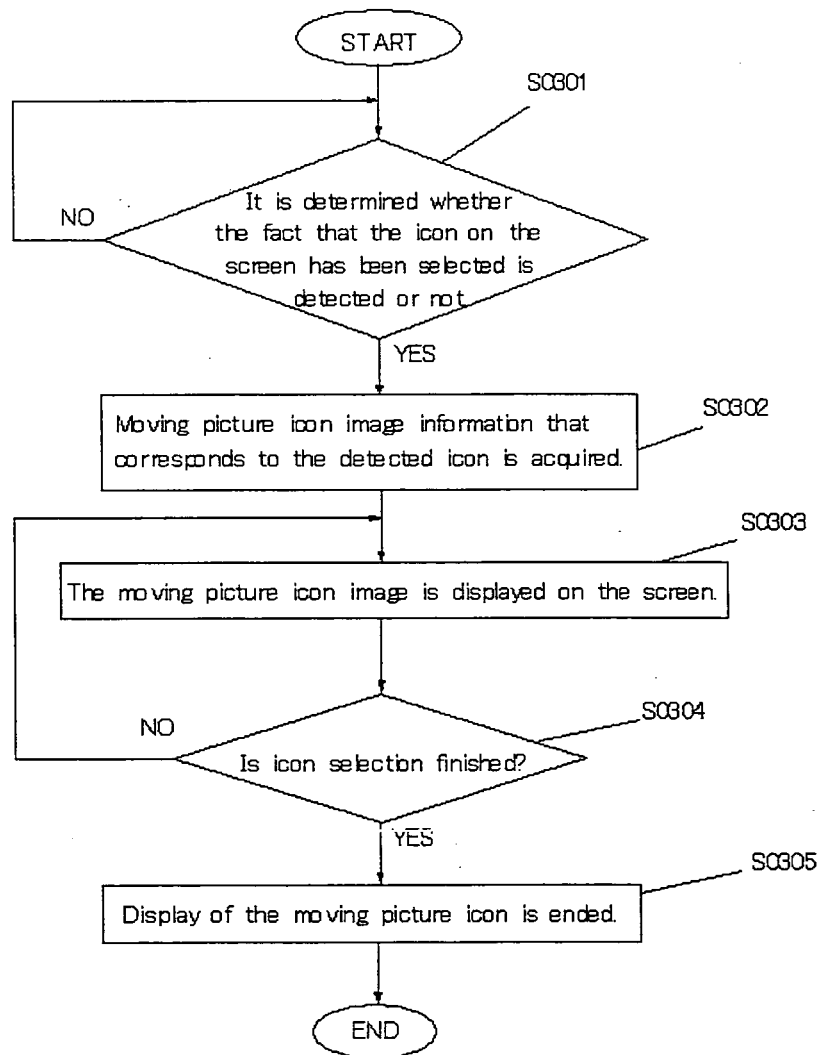 START
S0301
It is determined whether
the fact that the icon on the
screen has been selected is
detected or not.
NO
YES
S0302
Moving picture icon image information that
corresponds to the detected icon is acquired.
S0303
The moving picture icon image is displayed on the screen.
S0304
NO
Is icon selection finished?
YES
S0305
Display of the moving picture icon is ended.
END